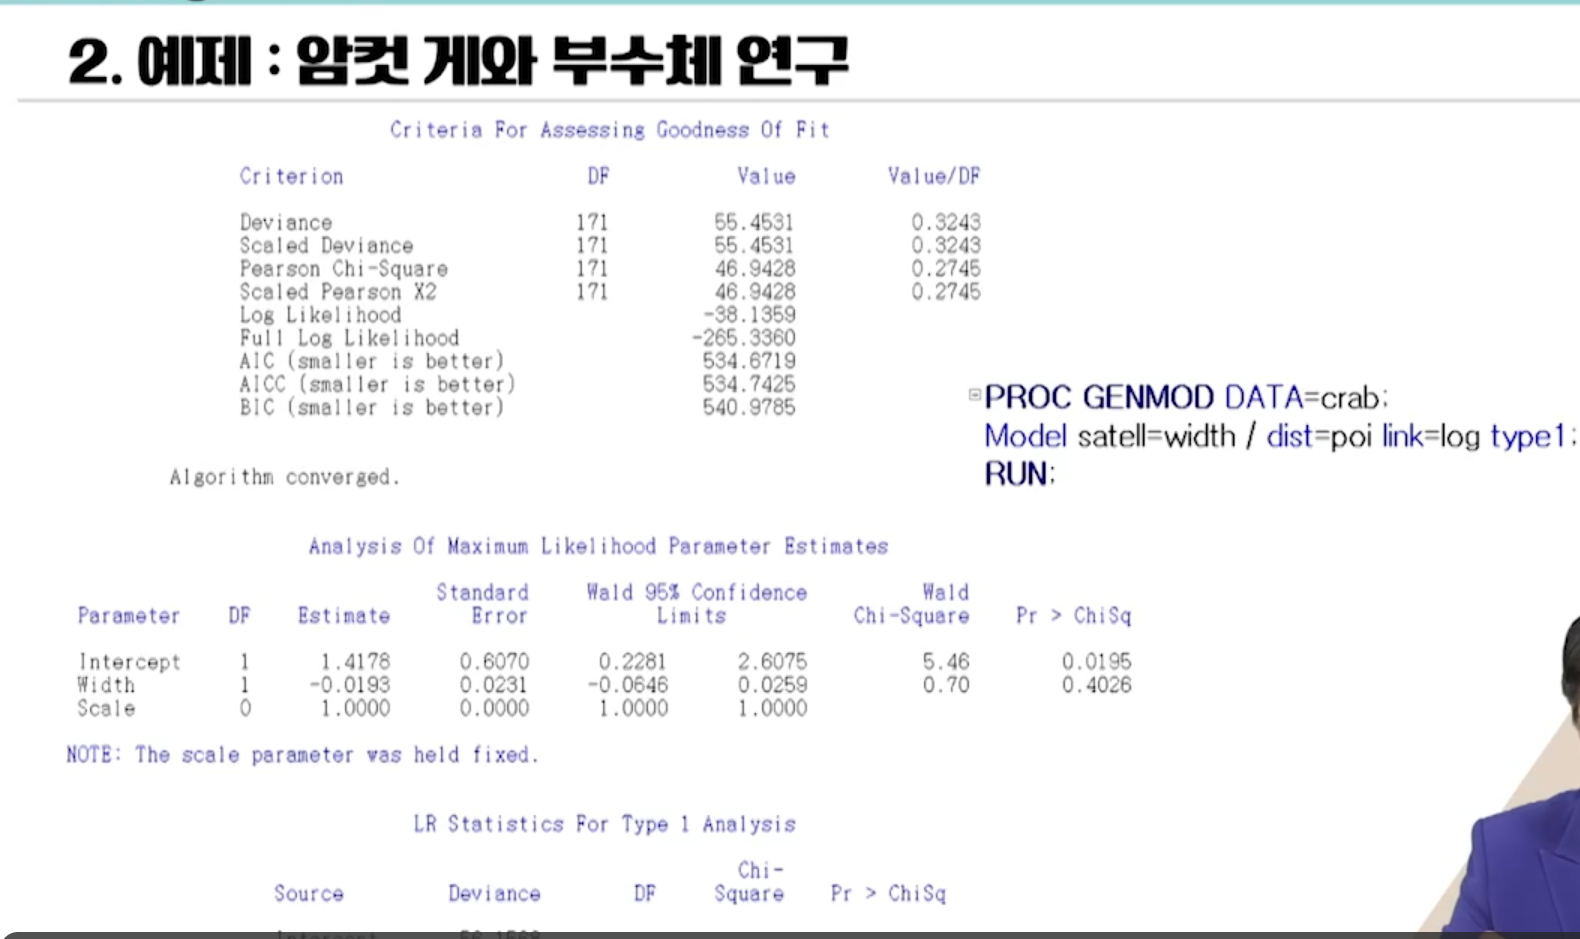 2. 예제 : 암컷 게와 부수체 연구
Criteria For Assessing Goodness Of Fit
Criterion DF Value Value/DF
Deviance 171 55.4531 0.3243
Scaled Deviance 171 55.4531 0.3243
Pearson Chi-Square 171 46.9428 0.2745
Scaled Pearson X2 171 46.9428 0.2745
Log Likelihood -38.1359
Full Log Likelihood -265.3360
AIC (smaller is better) 534.6719
AICC (smaller is better) 534.7425
BIC (smaller is better) 540.9785
PROC GENMOD DATA=crab;
Model satell=width / dist=poi link=log type1;
RUN;
Algorithm converged.
Analysis Of Maximum Likelihood Parameter Estimates
Standard Wald 95% Confidence Wald
Parameter DF Estimate Error Limits Chi-Square Pr > ChiSq
Intercept 1 1.4178 0.6070 0.2281 2.6075 5.46 0.0195
Width 1 -0.0193 0.0231 -0.0646 0.0259 0.70 0.4026
Scale 0 1.0000 0.0000 1.0000 1.0000
NOTE: The scale parameter was held fixed.
LR Statistics For Type 1 Analysis
Chi-
Source Deviance DF Square Pr > ChiSq